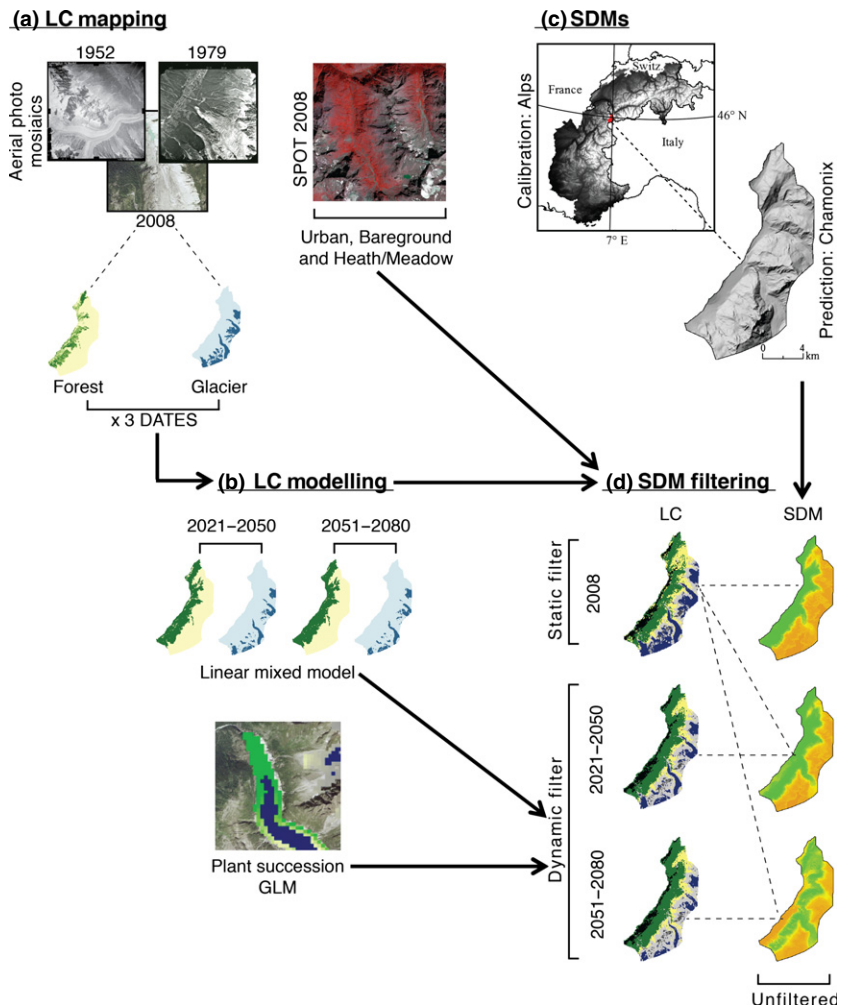 (a) LC mapping
1952
1979
Aerial photo
mosiaics
2008
Forest
Glacier
x 3 DATES
SPOT 2008
Urban, Bareground
and Heath/Meadow
(c) SDMs
Calibration: Alps
Switz
France
46° N
Italy
7° E
Prediction: Chamonix
0 4
km
(b) LC modelling
2021–2050
2051–2080
Linear mixed model
Plant succession
GLM
(d) SDM filtering
LC
SDM
Static filter
2008
Dynamic filter
2021–2050
2051–2080
Unfiltered